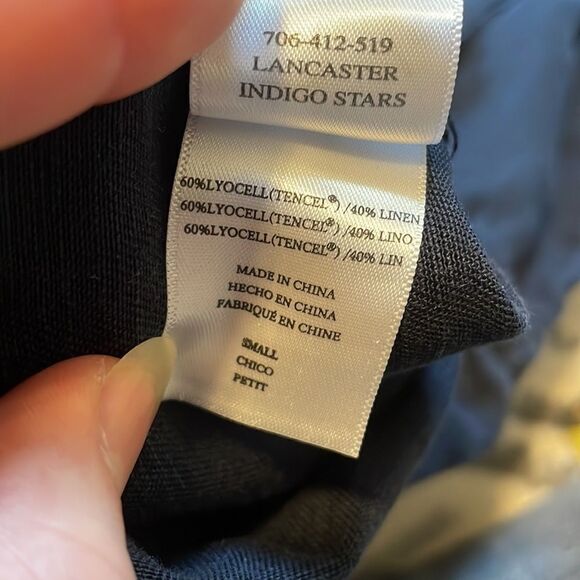 706-412-519
LANCASTER
INDIGO STARS
60%LYOCELL(TENCEL®) /40% LINEN
60%LYOCELL(TENCEL®) /40% LINO
60%LYOCELL(TENCEL®) /40% LIN
MADE IN CHINA
HECHO EN CHINA
FABRIQUÉ EN CHINE
SMALL
CHICO
PETIT